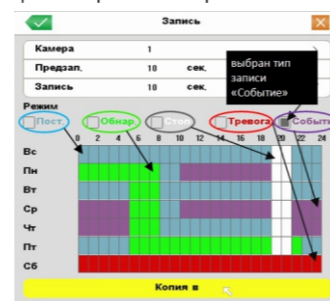 Запись
Камера 1
Предзап. 10 сек.
Запись 10 сек.
выбран тип
записи
«Событие»
Режим
Пост. Обнар Стоп Тревога Событи
0 2 4 6 8 10 12 14 16 18 20 22 24
Вс
Пн
Вт
Ср
Чт
Пт
Сб
Копия в